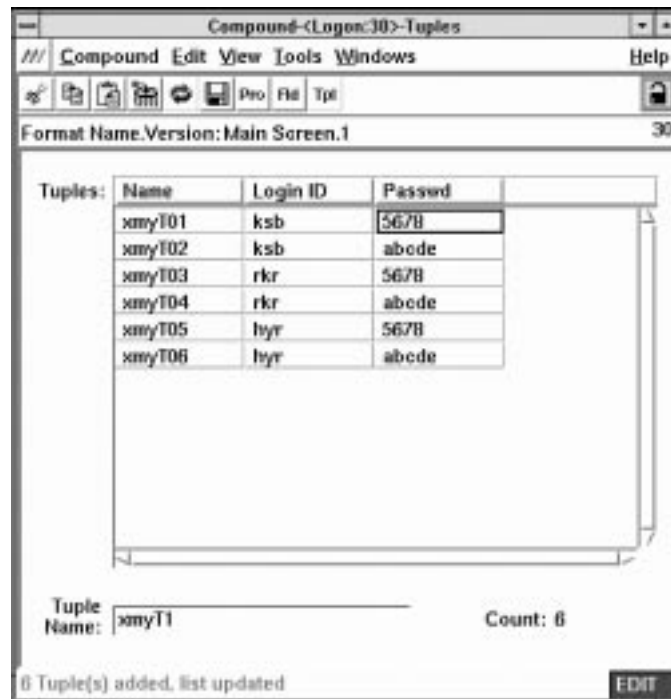 Compound-<Logon:30>-Tuples
/// Compound Edit View Tools Windows Help
Pro Fld Tpl
Format Name.Version: Main Screen.1 30
Tuples: Name Login ID Passwd
xmyT01 ksb 5678
xmyT02 ksb abcde
xmyT03 rkr 5678
xmyT04 rkr abcde
xmyT05 hyr 5678
xmyT06 hyr abcde
Tuple
Name: xmyT1 Count: 6
6 Tuple(s) added, list updated EDIT